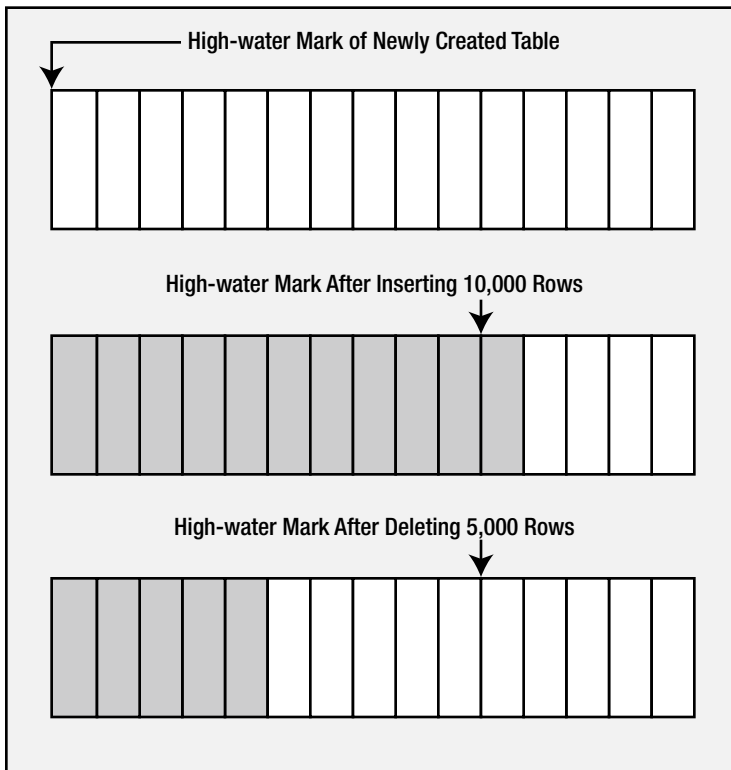 High-water Mark of Newly Created Table
High-water Mark After Inserting 10,000 Rows
High-water Mark After Deleting 5,000 Rows